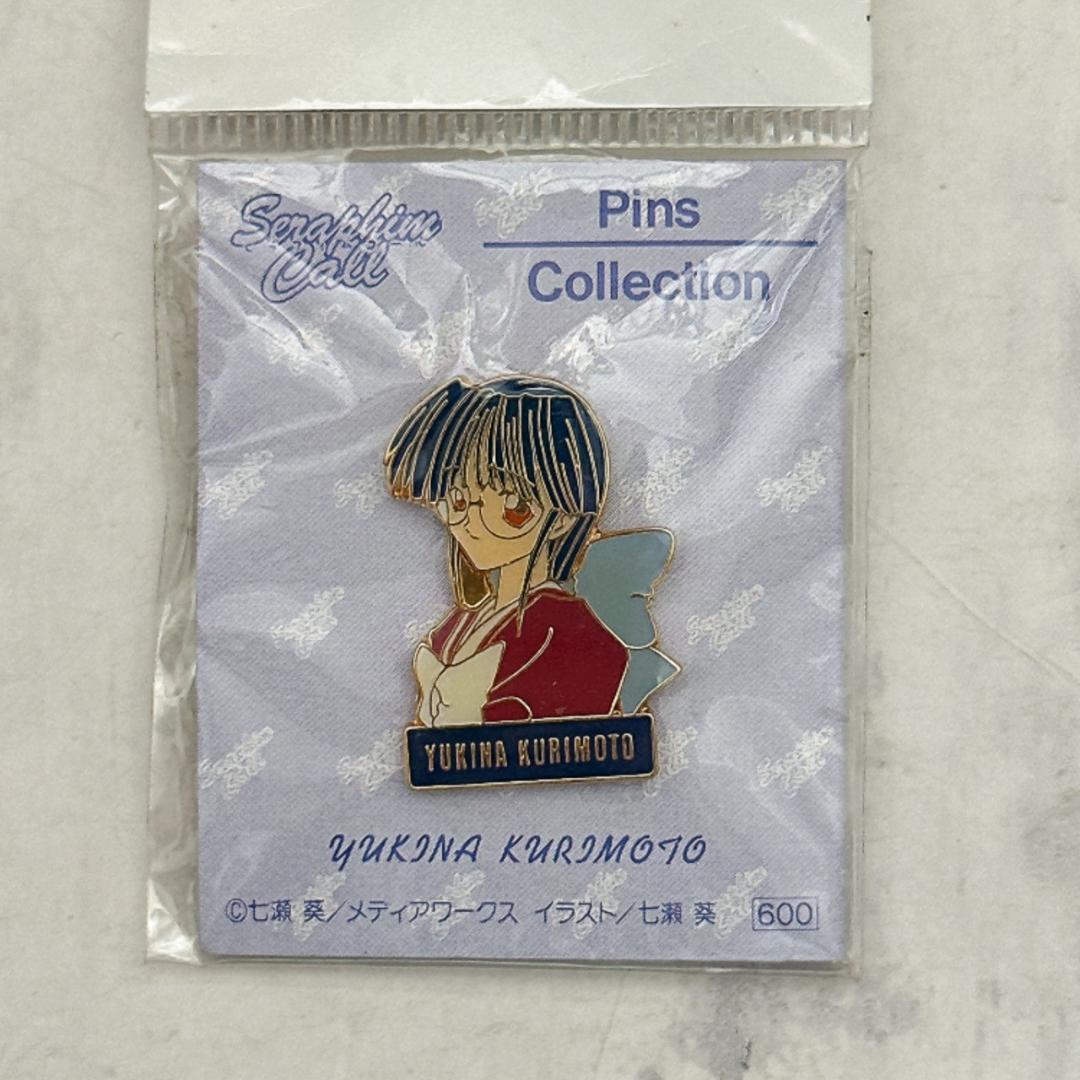 Seraphim
Call
Pins
Collection
YUKINA KURIMOTO
YUKINA KURIMOTO
©七瀬 葵/メディアワークス イラスト/七瀬 葵 600